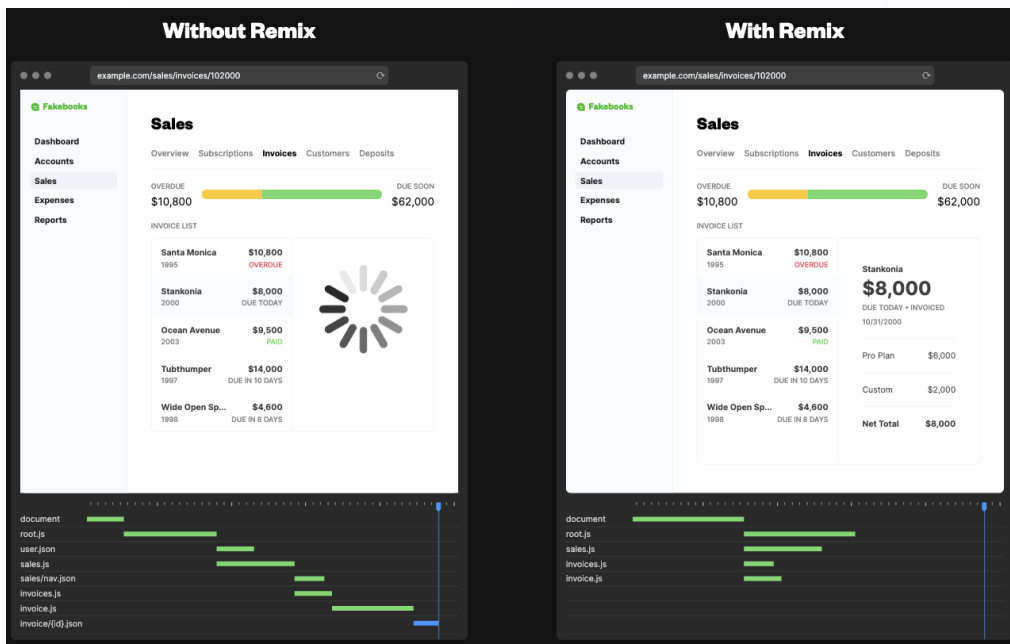 Without Remix
example.com/sales/invoices/102000
Fakebooks
Dashboard
Accounts
Sales
Expenses
Reports
Sales
Overview Subscriptions Invoices Customers Deposits
OVERDUE DUE SOON
$10,800 $62,000
INVOICE LIST
Santa Monica $10,800
1995 OVERDUE
Stankonia $8,000
2000 DUE TODAY
Ocean Avenue $9,500
2003 PAID
Tubthumper $14,000
1997 DUE IN 10 DAYS
Wide Open Sp... $4,600
1998 DUE IN 8 DAYS
document
root.js
user.json
sales.js
sales/nav.json
invoices.js
invoice.js
invoice/{id}.json
With Remix
example.com/sales/invoices/102000
Fakebooks
Dashboard
Accounts
Sales
Expenses
Reports
Sales
Overview Subscriptions Invoices Customers Deposits
OVERDUE DUE SOON
$10,800 $62,000
INVOICE LIST
Santa Monica $10,800
1995 OVERDUE
Stankonia $8,000
2000 DUE TODAY
Ocean Avenue $9,500
2003 PAID
Tubthumper $14,000
1997 DUE IN 10 DAYS
Wide Open Sp... $4,600
1998 DUE IN 8 DAYS
Stankonia
$8,000
DUE TODAY • INVOICED
10/31/2000
Pro Plan $6,000
Custom $2,000
Net Total $8,000
document
root.js
sales.js
invoices.js
invoice.js